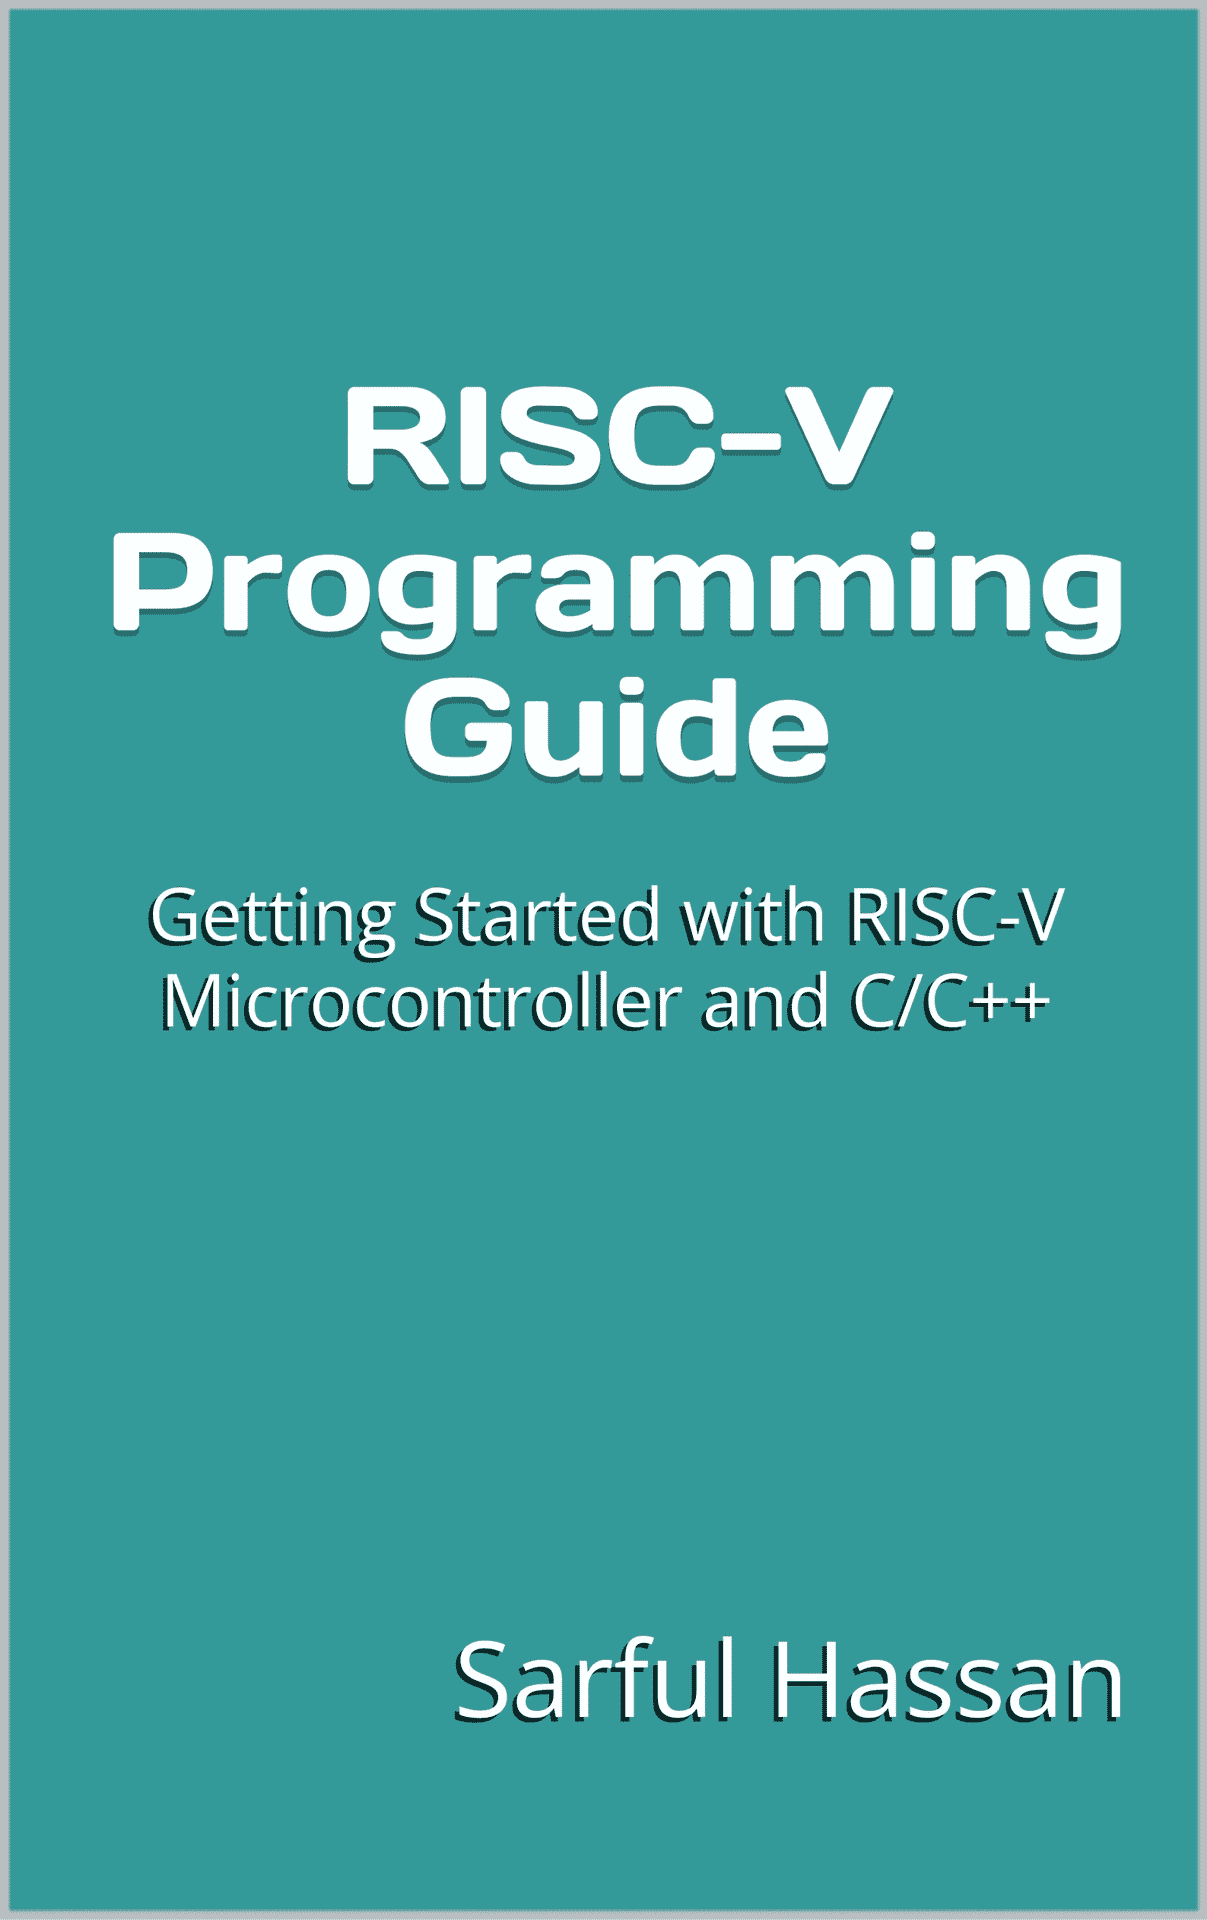 RISC-V
Programming
Guide
Getting Started with RISC-V
Microcontroller and C/C++
Sarful Hassan